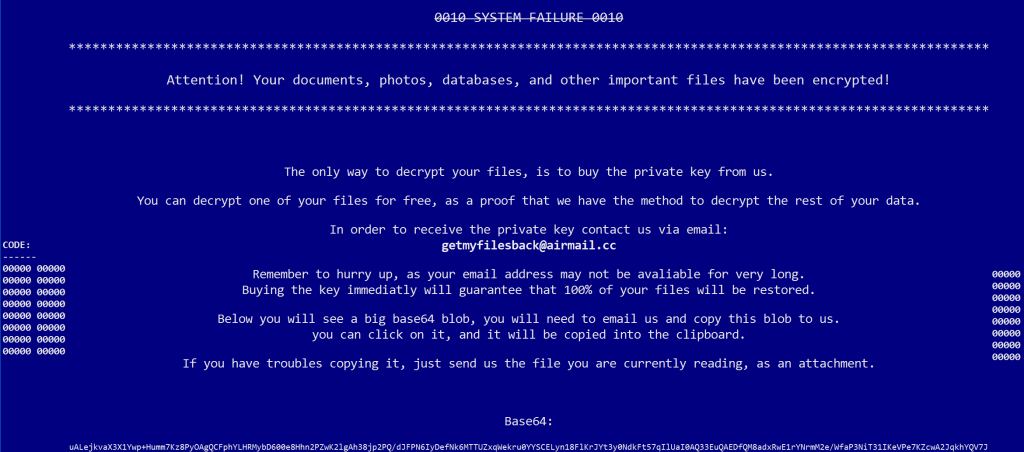 0010 SYSTEM FAILURE 0010
*********************************************************************************************************************
Attention! Your documents, photos, databases, and other important files have been encrypted!
*********************************************************************************************************************
The only way to decrypt your files, is to buy the private key from us.
You can decrypt one of your files for free, as a proof that we have the method to decrypt the rest of your data.
In order to receive the private key contact us via email:
getmyfilesback@airmail.cc
Remember to hurry up, as your email address may not be avaliable for very long.
Buying the key immediatly will guarantee that 100% of your files will be restored.
Below you will see a big base64 blob, you will need to email us and copy this blob to us.
you can click on it, and it will be copied into the clipboard.
If you have troubles copying it, just send us the file you are currently reading, as an attachment.
Base64:
CODE:
------
00000 00000
00000 00000
00000 00000
00000 00000
00000 00000
00000 00000
00000 00000
00000 00000
00000
00000
00000
00000
00000
00000
00000
00000